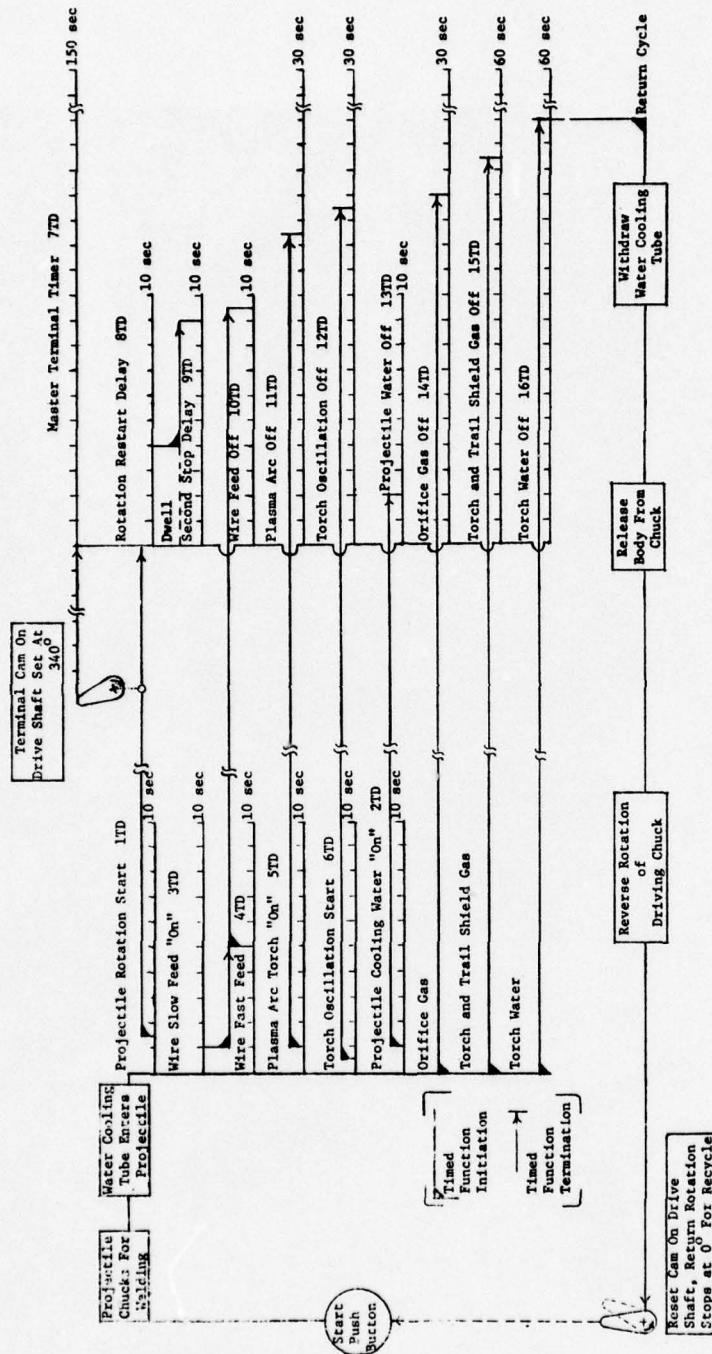 Master Terminal Timer 7TD
150 sec
Terminal Cam On
Drive Shaft Set At
340°
Projectile
Chucks For
Welding
Water Cooling
Tube Enters
Projectile
Projectile Rotation Start 1TD
10 sec
Rotation Restart Delay 8TD
10 sec
Wire Slow Feed "On" 3TD
10 sec
Dwell
Second Stop Delay 9TD
10 sec
Wire Fast Feed 4TD
10 sec
Wire Feed Off 10TD
10 sec
Plasma Arc Torch "On" 5TD
10 sec
Plasma Arc Off 11TD
30 sec
Torch Oscillation Start 6TD
10 sec
Torch Oscillation Off 12TD
30 sec
Projectile Cooling Water "On" 2TD
10 sec
Projectile Water Off 13TD
10 sec
Orifice Gas
Orifice Gas Off 14TD
30 sec
Torch and Trail Shield Gas
Torch and Trail Shield Gas Off 15TD
60 sec
Torch Water
Torch Water Off 16TD
60 sec
Start
Push
Button
Timed
Function
Initiation
Timed
Function
Termination
Reset Cam On Drive
Shaft, Return Rotation
Stops at 0° For Recycle
Reverse Rotation
of
Driving Chuck
Release
Body From
Chuck
Withdraw
Water Cooling
Tube
Return Cycle